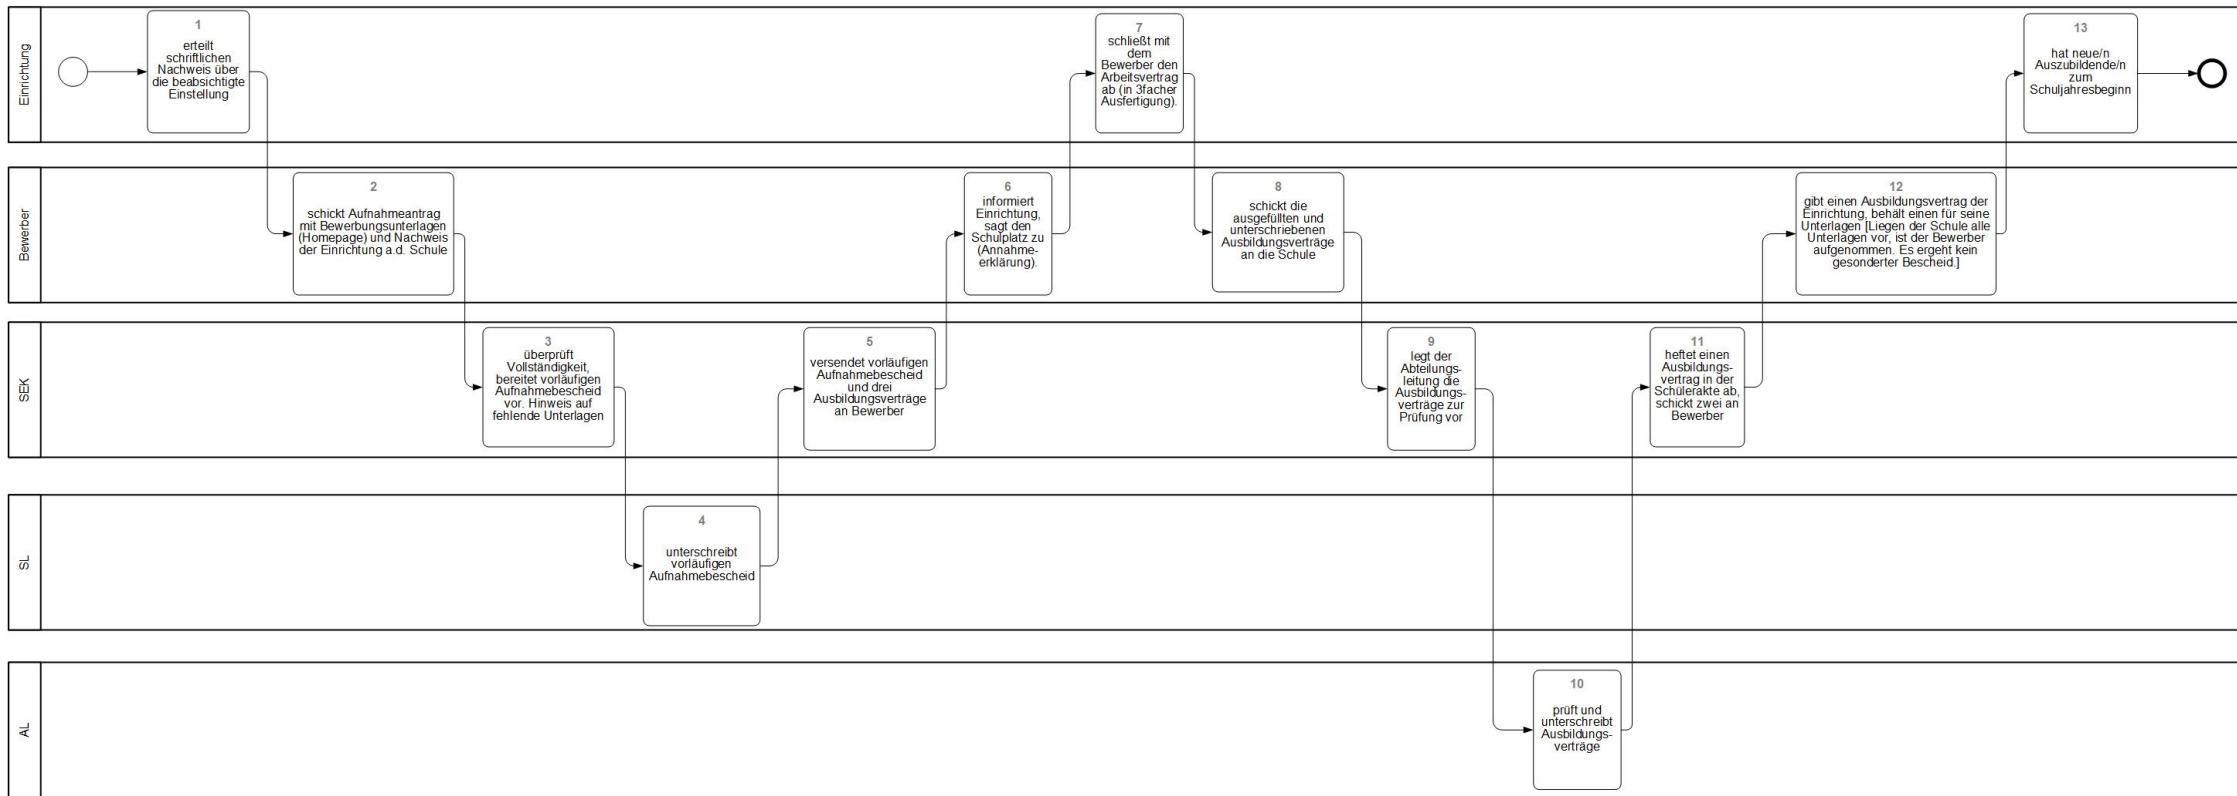 Einrichtung
1
erteilt
schriftlichen
Nachweis über
die beabsichtigte
Einstellung
7
schließt mit
dem
Bewerber den
Arbeitsvertrag
ab (in 3facher
Ausfertigung).
13
hat neue/n
Auszubildende/n
zum
Schuljahresbeginn
Bewerber
2
schickt Aufnahmeantrag
mit Bewerbungsunterlagen
(Homepage) und Nachweis
der Einrichtung a.d. Schule
6
informiert
Einrichtung,
sagt den
Schulplatz zu
(Annahme-
erklärung).
8
schickt die
ausgefüllten und
unterschriebenen
Ausbildungsverträge
an die Schule
12
gibt einen Ausbildungsvertrag der
Einrichtung, behält einen für seine
Unterlagen [Liegen der Schule alle
Unterlagen vor, ist der Bewerber
aufgenommen. Es ergeht kein
gesonderter Bescheid.]
SEK
3
überprüft
Vollständigkeit,
bereitet vorläufigen
Aufnahmebescheid
vor. Hinweis auf
fehlende Unterlagen
5
versendet vorläufigen
Aufnahmebescheid
und drei
Ausbildungsverträge
an Bewerber
9
legt der
Abteilungs-
leitung die
Ausbildungs-
verträge zur
Prüfung vor
11
heftet einen
Ausbildungs-
vertrag in der
Schülerakte ab,
schickt zwei an
Bewerber
SL
4
unterschreibt
vorläufigen
Aufnahmebescheid
AL
10
prüft und
unterschreibt
Ausbildungs-
verträge